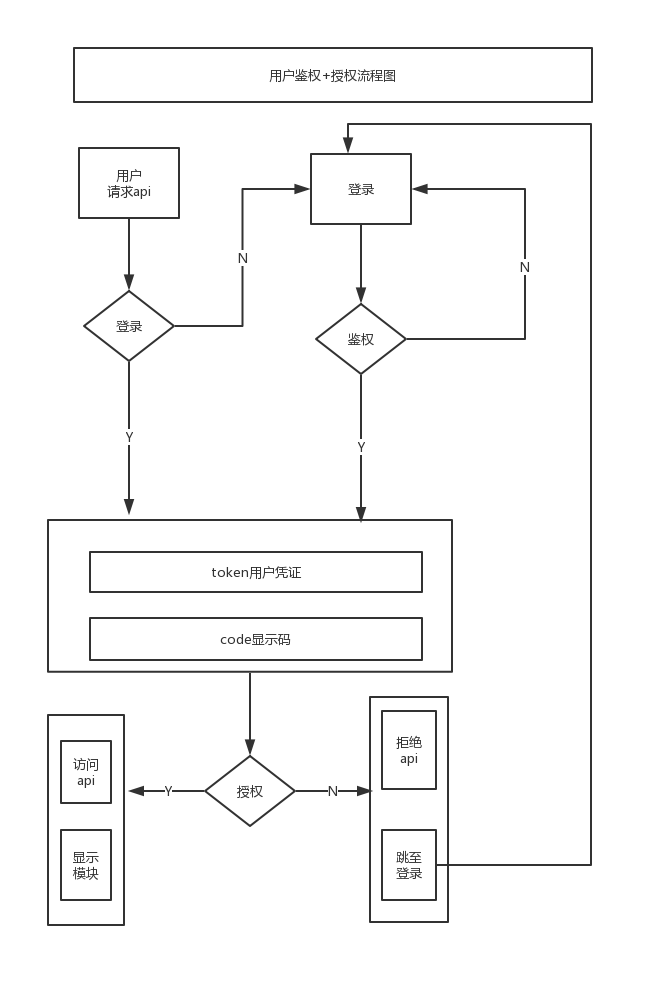 用户鉴权+授权流程图
用户
请求api
登录
N
登录
鉴权
N
Y
Y
token用户凭证
code显示码
访问
api
显示
模块
Y
授权
N
拒绝
api
跳至
登录